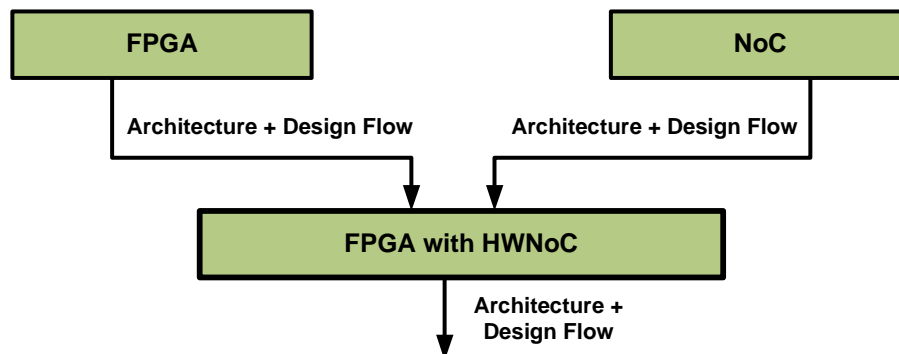 FPGA
NoC
Architecture + Design Flow
Architecture + Design Flow
FPGA with HWNoC
Architecture +
Design Flow